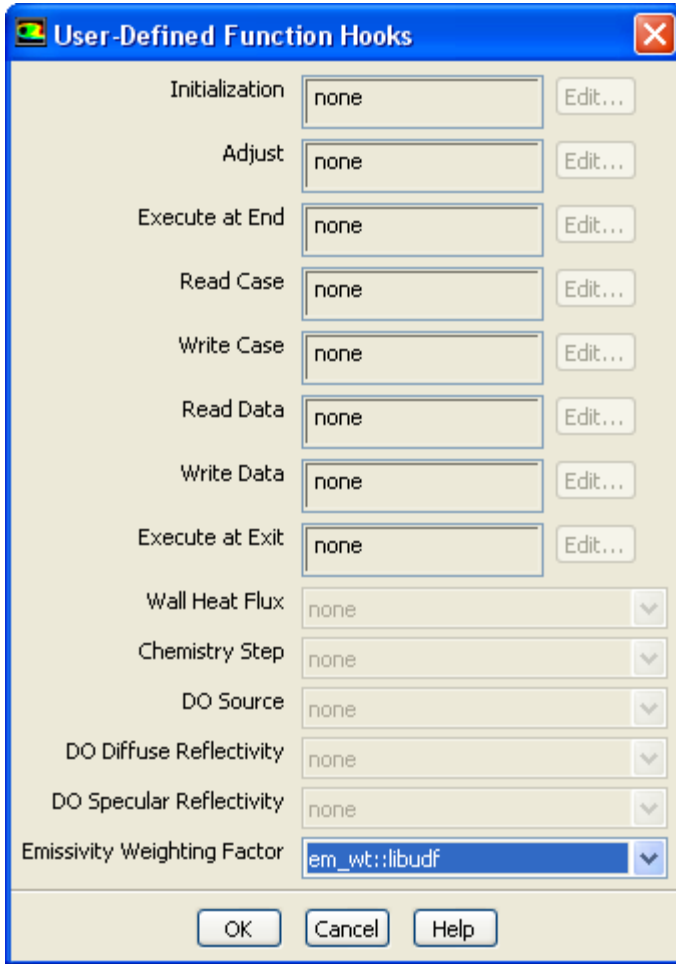 User-Defined Function Hooks
Initialization none Edit...
Adjust none Edit...
Execute at End none Edit...
Read Case none Edit...
Write Case none Edit...
Read Data none Edit...
Write Data none Edit...
Execute at Exit none Edit...
Wall Heat Flux none
Chemistry Step none
DO Source none
DO Diffuse Reflectivity none
DO Specular Reflectivity none
Emissivity Weighting Factor em_wt::libudf
OK Cancel Help